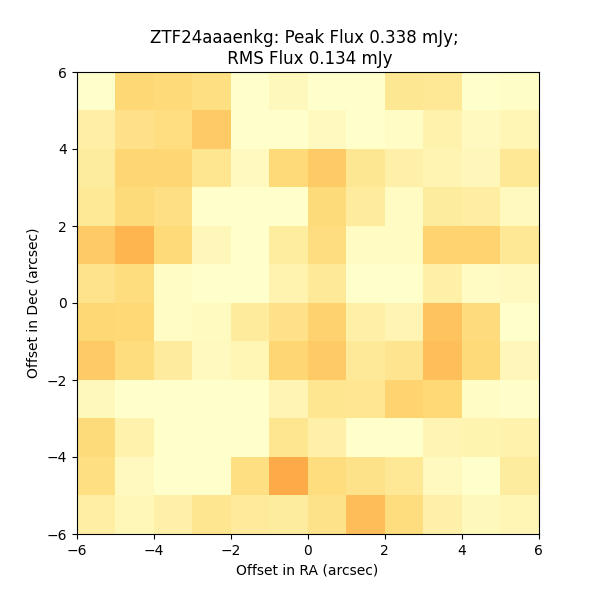 ZTF24aaaenkg: Peak Flux 0.338 mJy;
RMS Flux 0.134 mJy
6
4
2
0
−2
−4
−6
Offset in Dec (arcsec)
−6 −4 −2 0 2 4 6
Offset in RA (arcsec)